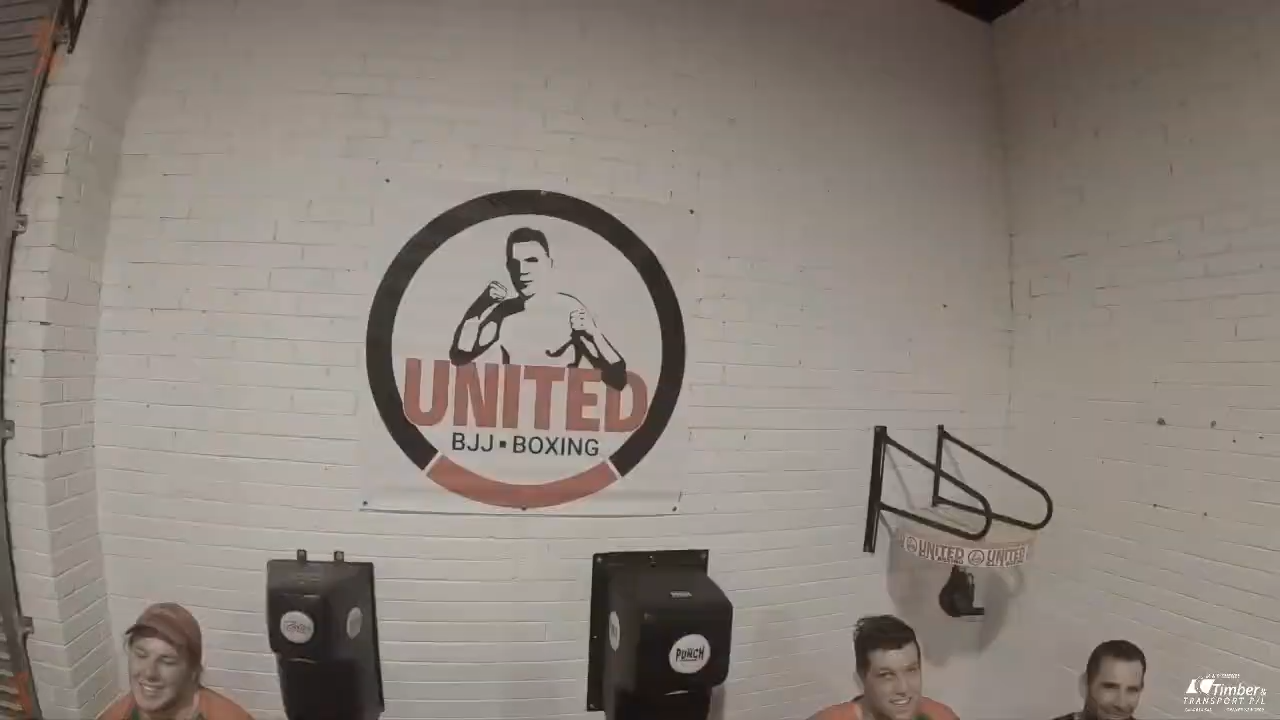 UNITED
BJJ ▪ BOXING
UNITED UNITED
PUNCH
Timber &
TRANSPORT P/L